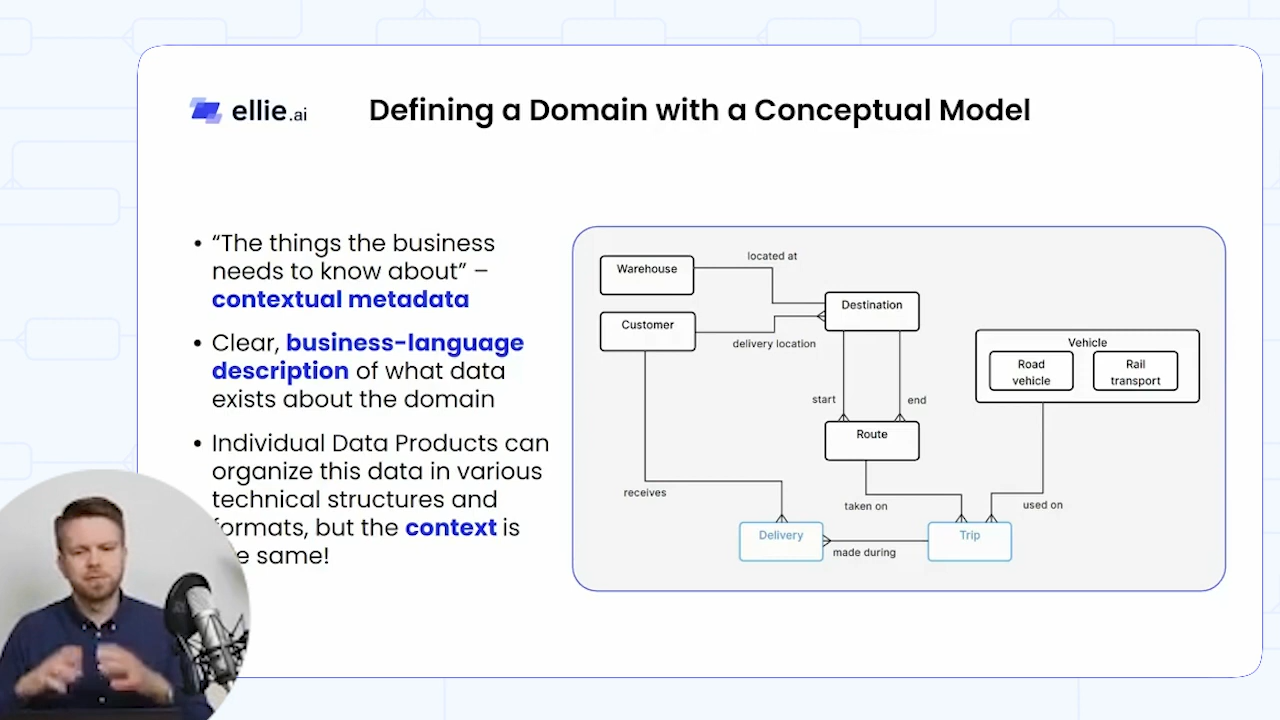 ellie.ai
Defining a Domain with a Conceptual Model
• “The things the business
needs to know about” –
contextual metadata
• Clear, business-language
description of what data
exists about the domain
• Individual Data Products can
organize this data in various
technical structures and
formats, but the context is
same!
located at
Warehouse
Destination
Customer
delivery location
Vehicle
Road
vehicle
Rail
transport
start
end
Route
receives
taken on
used on
Delivery
Trip
made during